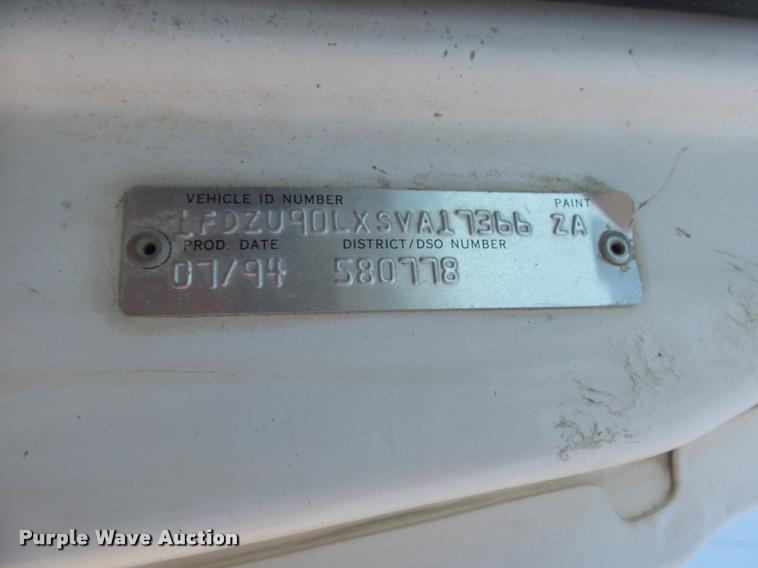 VEHICLE ID NUMBER PAINT
1FDZU90LXSVA17366 ZA
PROD. DATE DISTRICT/DSO NUMBER
07/94 580778
Purple Wave Auction